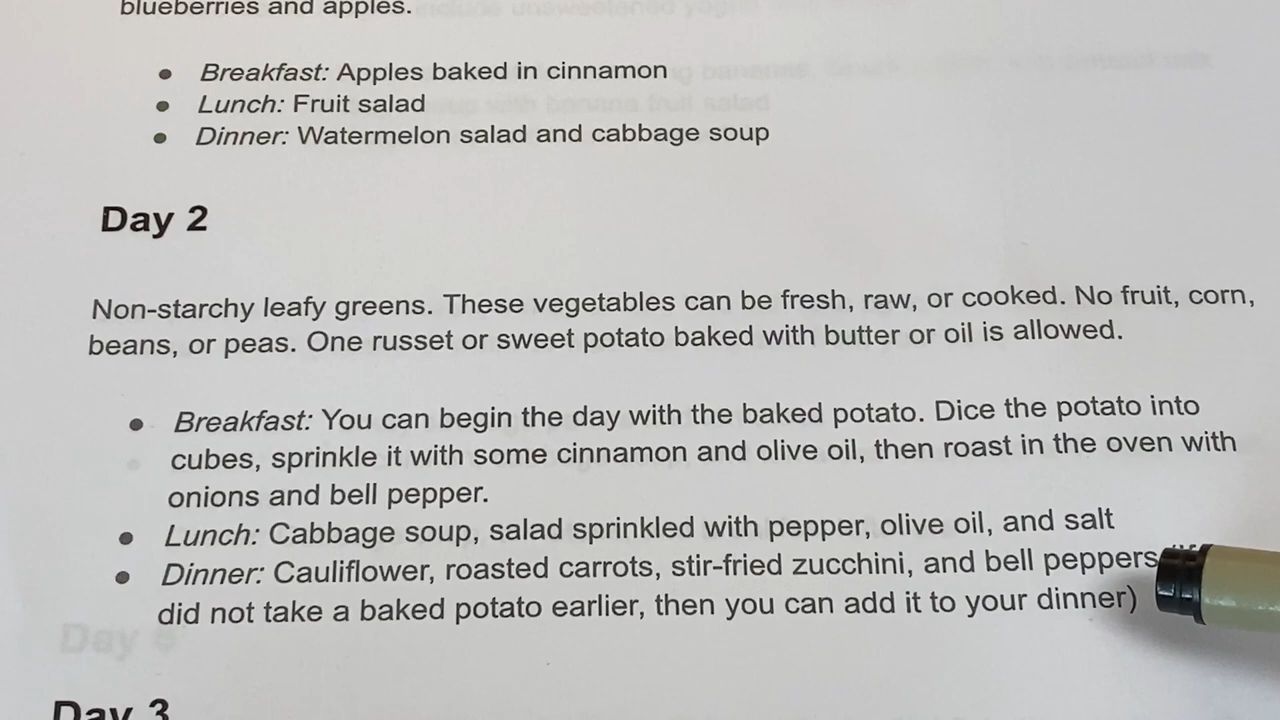 blueberries and apples.
• Breakfast: Apples baked in cinnamon
• Lunch: Fruit salad
• Dinner: Watermelon salad and cabbage soup
Day 2
Non-starchy leafy greens. These vegetables can be fresh, raw, or cooked. No fruit, corn,
beans, or peas. One russet or sweet potato baked with butter or oil is allowed.
• Breakfast: You can begin the day with the baked potato. Dice the potato into
cubes, sprinkle it with some cinnamon and olive oil, then roast in the oven with
onions and bell pepper.
• Lunch: Cabbage soup, salad sprinkled with pepper, olive oil, and salt
• Dinner: Cauliflower, roasted carrots, stir-fried zucchini, and bell peppers
did not take a baked potato earlier, then you can add it to your dinner)
Day 3